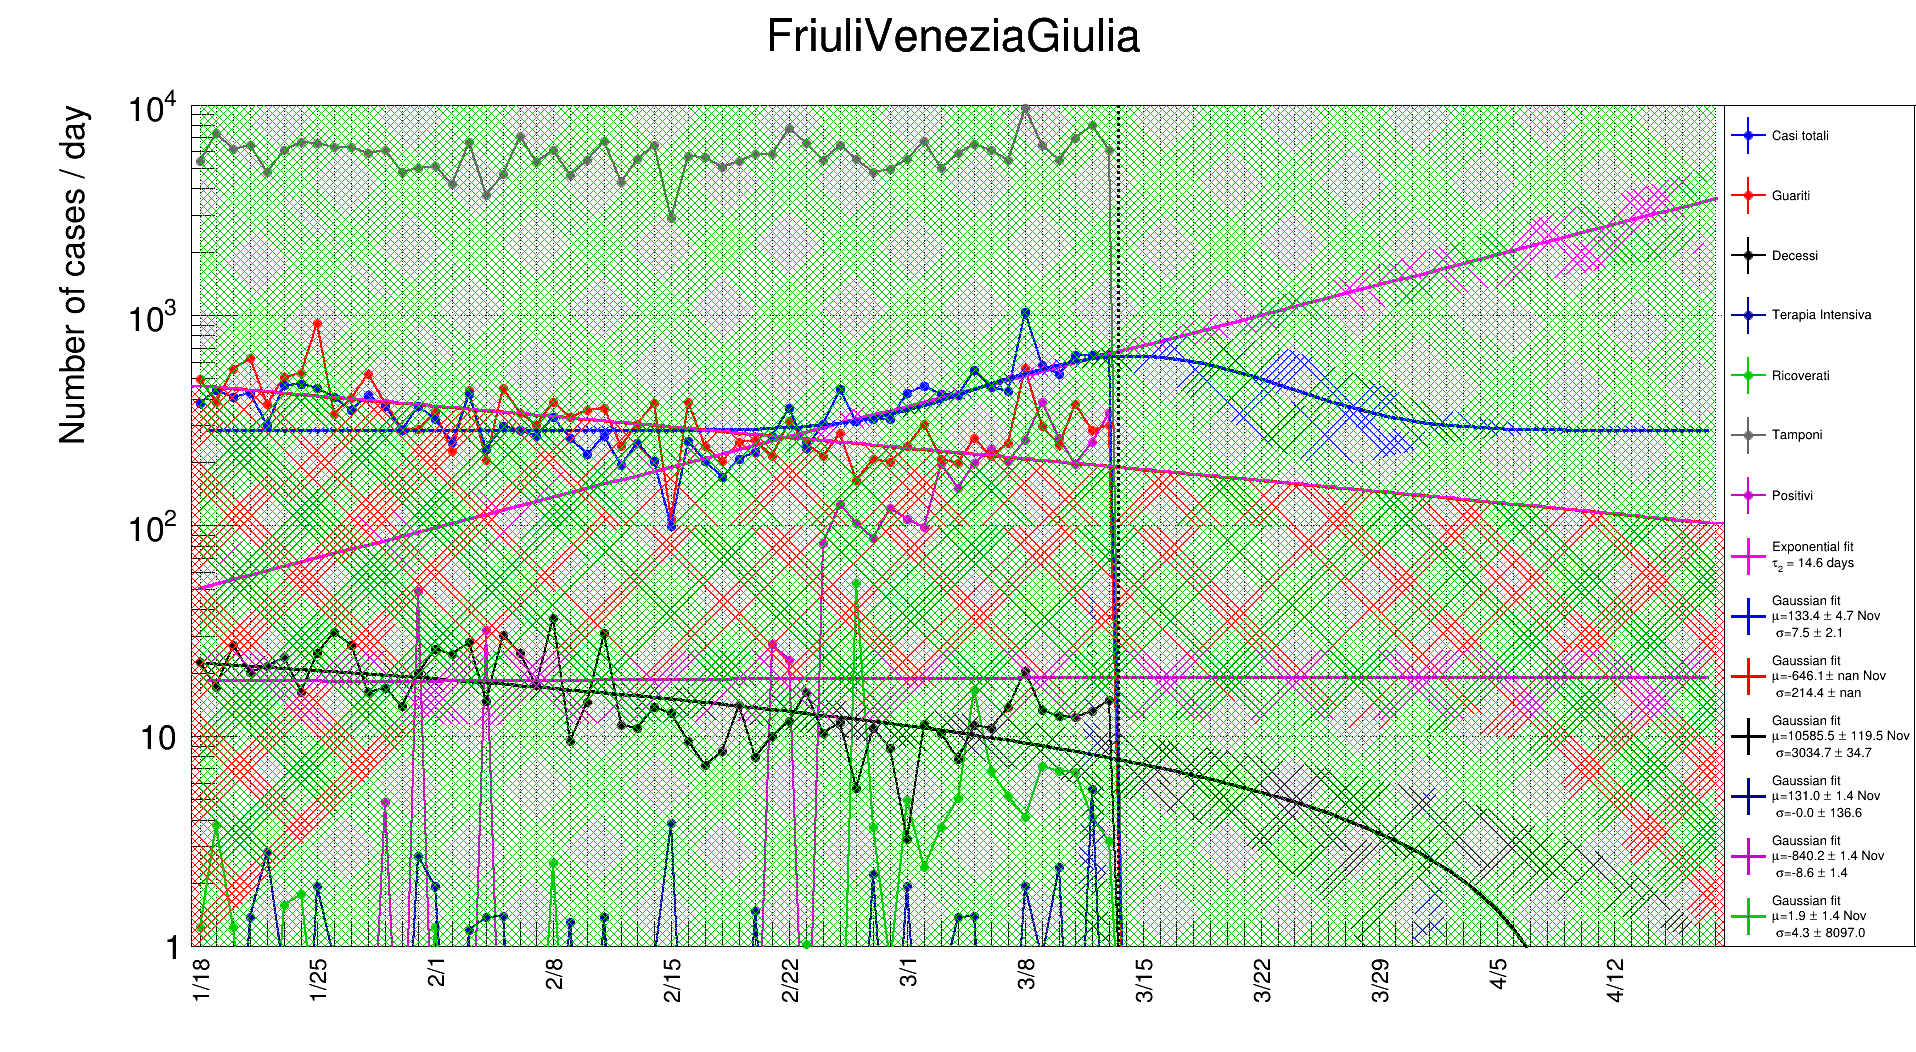 FriuliVeneziaGiulia
Number of cases / day
10^4
10^3
10^2
10
1
1/18
1/25
2/1
2/8
2/15
2/22
3/1
3/8
3/15
3/22
3/29
4/5
4/12
Casi totali
Guariti
Decessi
Terapia Intensiva
Ricoverati
Tamponi
Positivi
Exponential fit
τ₂ = 14.6 days
Gaussian fit
μ=133.4 ± 4.7 Nov
σ=7.5 ± 2.1
Gaussian fit
μ=-646.1± nan Nov
σ=214.4 ± nan
Gaussian fit
μ=10585.5 ± 119.5 Nov
σ=3034.7 ± 34.7
Gaussian fit
μ=131.0 ± 1.4 Nov
σ=-0.0 ± 136.6
Gaussian fit
μ=-840.2 ± 1.4 Nov
σ=-8.6 ± 1.4
Gaussian fit
μ=1.9 ± 1.4 Nov
σ=4.3 ± 8097.0